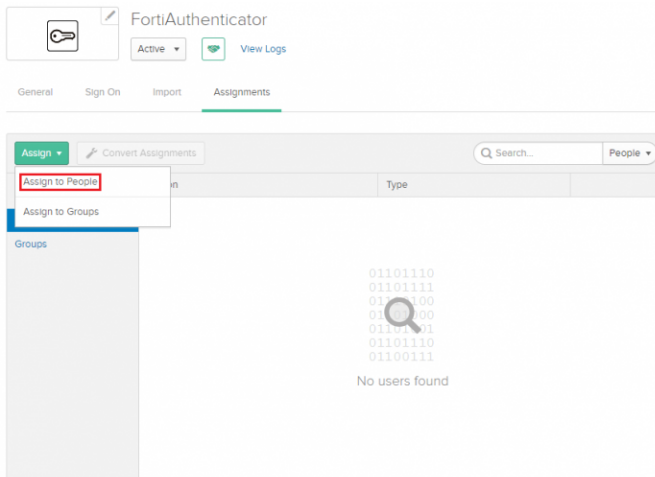 FortiAuthenticator
Active
View Logs
General Sign On Import Assignments
Assign Convert Assignments Search... People
Assign to People
Type
Assign to Groups
Groups
01101110
01101111
01100111
No users found